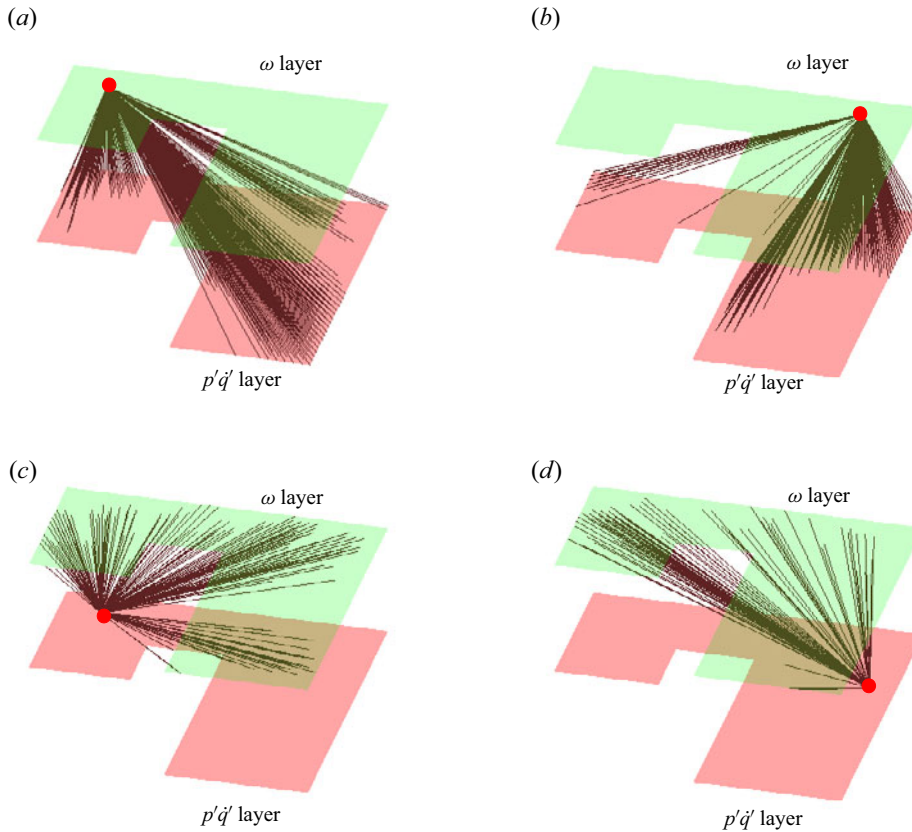 (a)
(b)
ω layer
ω layer
p′q̇′ layer
p′q̇′ layer
(c)
(d)
ω layer
ω layer
p′q̇′ layer
p′q̇′ layer